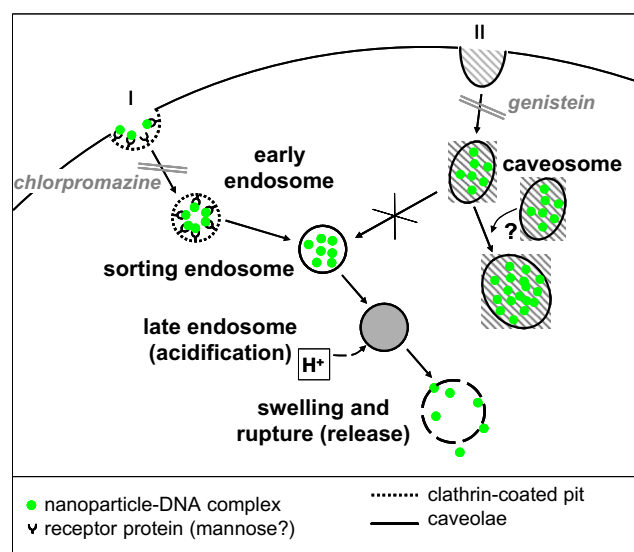 II
I
genistein
chlorpromazine
early
endosome
caveosome
?
sorting endosome
late endosome
(acidification)
H⁺
swelling and
rupture (release)
nanoparticle-DNA complex
receptor protein (mannose?)
clathrin-coated pit
caveolae